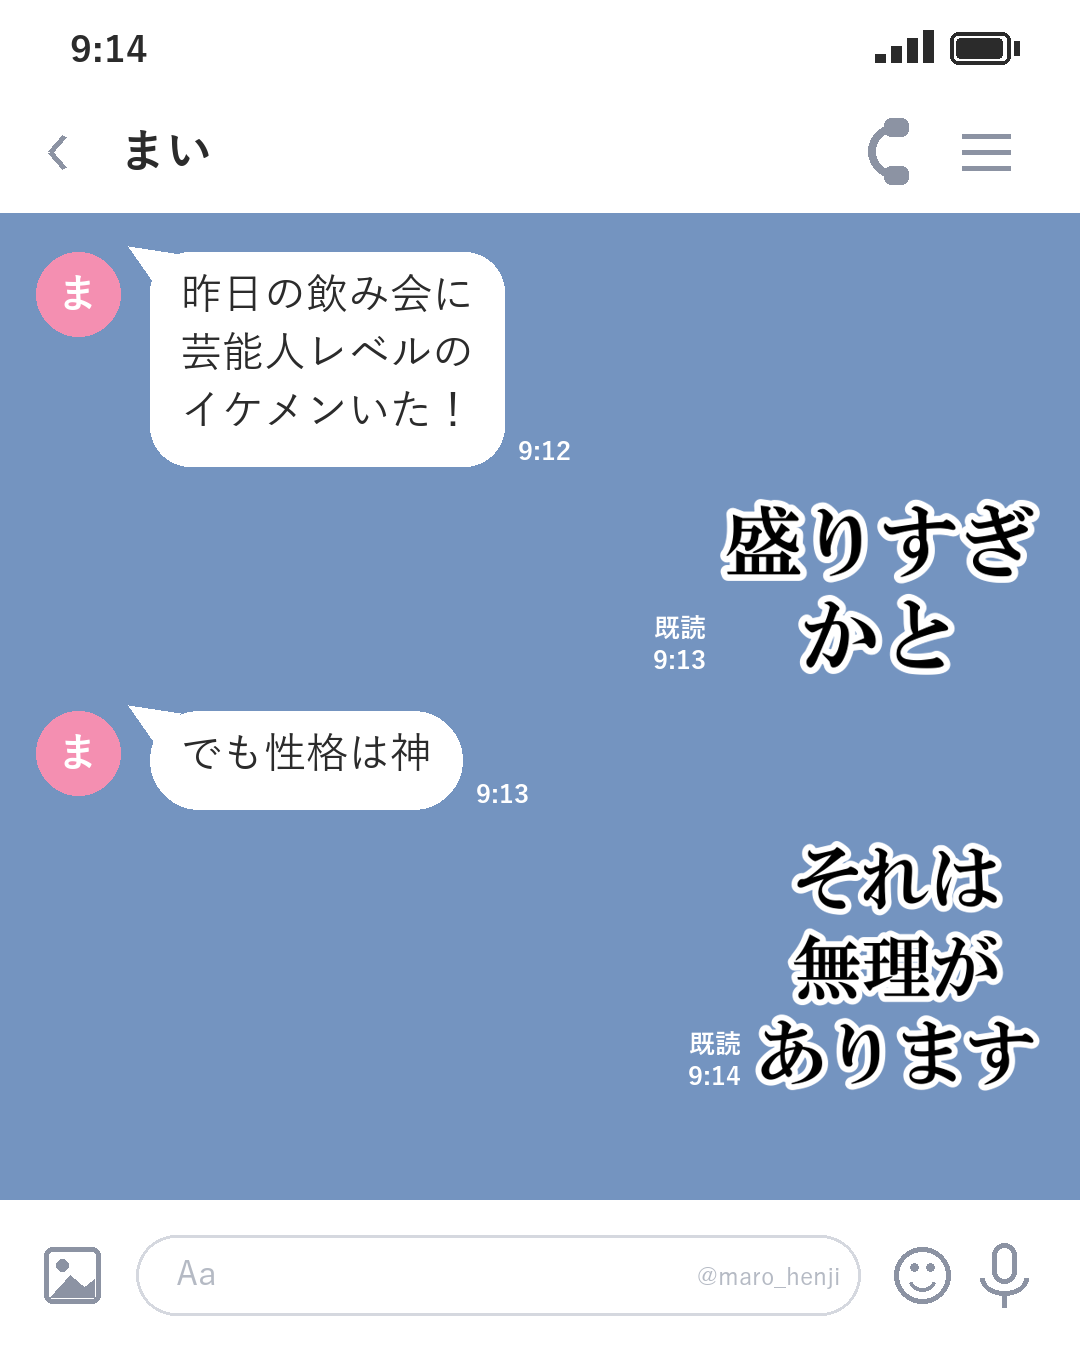 9:14
まい
ま
昨日の飲み会に
芸能人レベルの
イケメンいた！
9:12
盛りすぎ
かと
既読
9:13
ま
でも性格は神
9:13
それは
無理が
あります
既読
9:14
Aa
@maro_henji